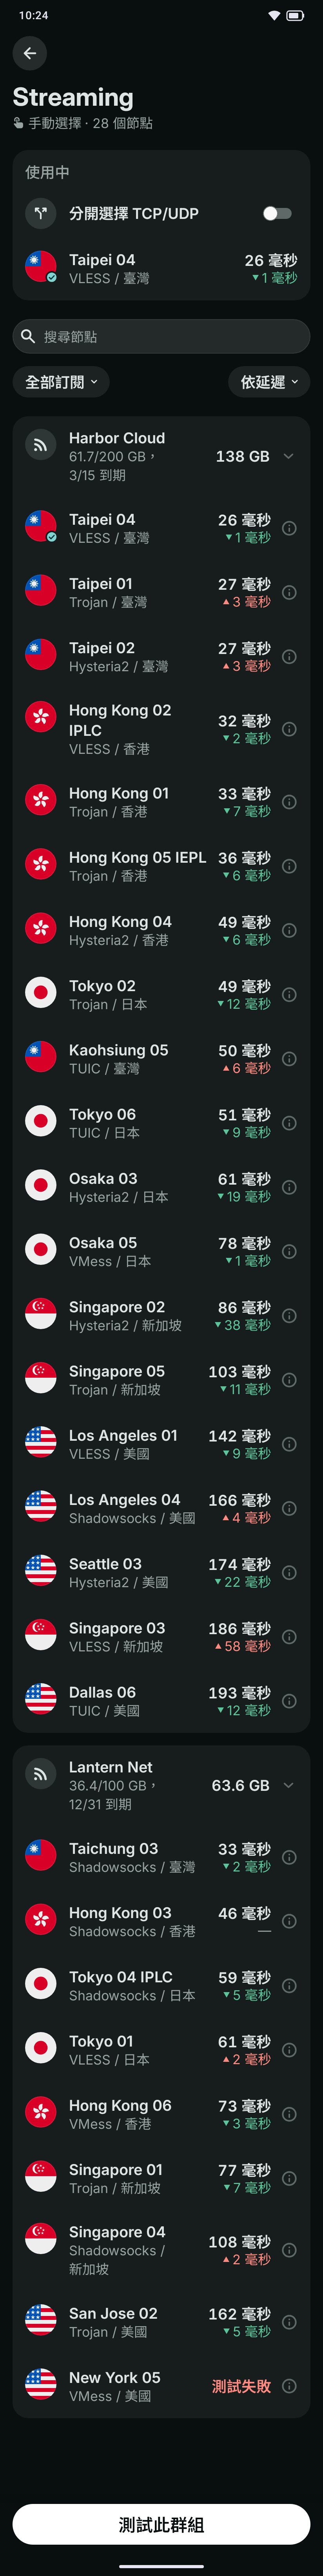 10:24
Streaming
手動選擇 · 28 個節點
使用中
分開選擇 TCP/UDP
Taipei 04
26 毫秒
VLESS / 臺灣
▼1 毫秒
搜尋節點
全部訂閱
依延遲
Harbor Cloud
61.7/200 GB，
3/15 到期
138 GB
Taipei 04
26 毫秒
VLESS / 臺灣
▼1 毫秒
Taipei 01
27 毫秒
Trojan / 臺灣
▲3 毫秒
Taipei 02
27 毫秒
Hysteria2 / 臺灣
▲3 毫秒
Hong Kong 02
IPLC
32 毫秒
VLESS / 香港
▼2 毫秒
Hong Kong 01
33 毫秒
Trojan / 香港
▼7 毫秒
Hong Kong 05 IEPL
36 毫秒
Trojan / 香港
▼6 毫秒
Hong Kong 04
49 毫秒
Hysteria2 / 香港
▼6 毫秒
Tokyo 02
49 毫秒
Trojan / 日本
▼12 毫秒
Kaohsiung 05
50 毫秒
TUIC / 臺灣
▲6 毫秒
Tokyo 06
51 毫秒
TUIC / 日本
▼9 毫秒
Osaka 03
61 毫秒
Hysteria2 / 日本
▼19 毫秒
Osaka 05
78 毫秒
VMess / 日本
▼1 毫秒
Singapore 02
86 毫秒
Hysteria2 / 新加坡
▼38 毫秒
Singapore 05
103 毫秒
Trojan / 新加坡
▼11 毫秒
Los Angeles 01
142 毫秒
VLESS / 美國
▼9 毫秒
Los Angeles 04
166 毫秒
Shadowsocks / 美國
▲4 毫秒
Seattle 03
174 毫秒
Hysteria2 / 美國
▼22 毫秒
Singapore 03
186 毫秒
VLESS / 新加坡
▲58 毫秒
Dallas 06
193 毫秒
TUIC / 美國
▼12 毫秒
Lantern Net
36.4/100 GB，
12/31 到期
63.6 GB
Taichung 03
33 毫秒
Shadowsocks / 臺灣
▼2 毫秒
Hong Kong 03
46 毫秒
Shadowsocks / 香港
—
Tokyo 04 IPLC
59 毫秒
Shadowsocks / 日本
▼5 毫秒
Tokyo 01
61 毫秒
VLESS / 日本
▲2 毫秒
Hong Kong 06
73 毫秒
VMess / 香港
▼3 毫秒
Singapore 01
77 毫秒
Trojan / 新加坡
▼7 毫秒
Singapore 04
108 毫秒
Shadowsocks /
新加坡
▲2 毫秒
San Jose 02
162 毫秒
Trojan / 美國
▼5 毫秒
New York 05
VMess / 美國
測試失敗
測試此群組